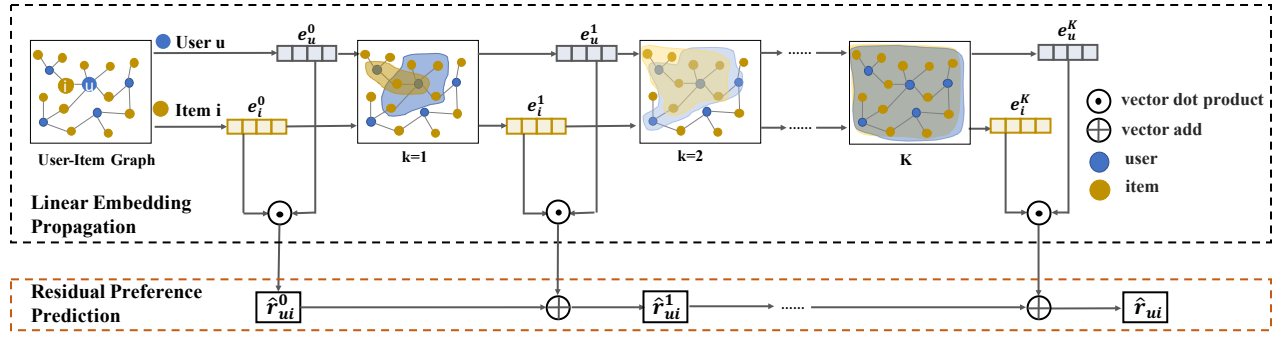 User u
e_u^0
e_u^1
......
e_u^K
i
u
Item i
e_i^0
e_i^1
......
e_i^K
User-Item Graph
k=1
k=2
K
vector dot product
vector add
user
item
Linear Embedding
Propagation
Residual Preference
Prediction
r̂_ui^0
r̂_ui^1
......
r̂_ui